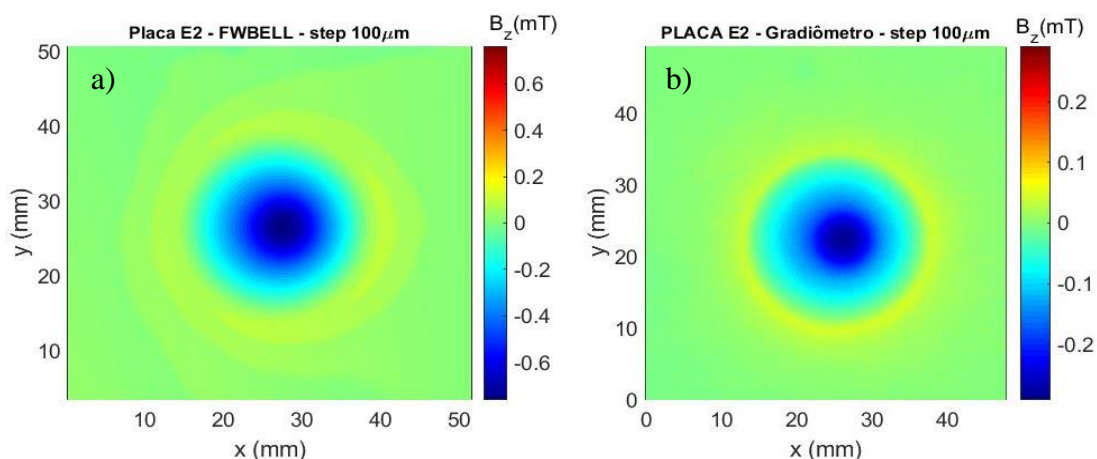 Placa E2 - FWBELL - step 100μm
B_z(mT)
a)
50
40
30
20
10
y (mm)
10 20 30 40 50
x (mm)
0.6
0.4
0.2
0
-0.2
-0.4
-0.6
PLACA E2 - Gradiômetro - step 100μm
B_z(mT)
b)
40
30
20
10
0
y (mm)
0 10 20 30 40
x (mm)
0.2
0.1
0
-0.1
-0.2